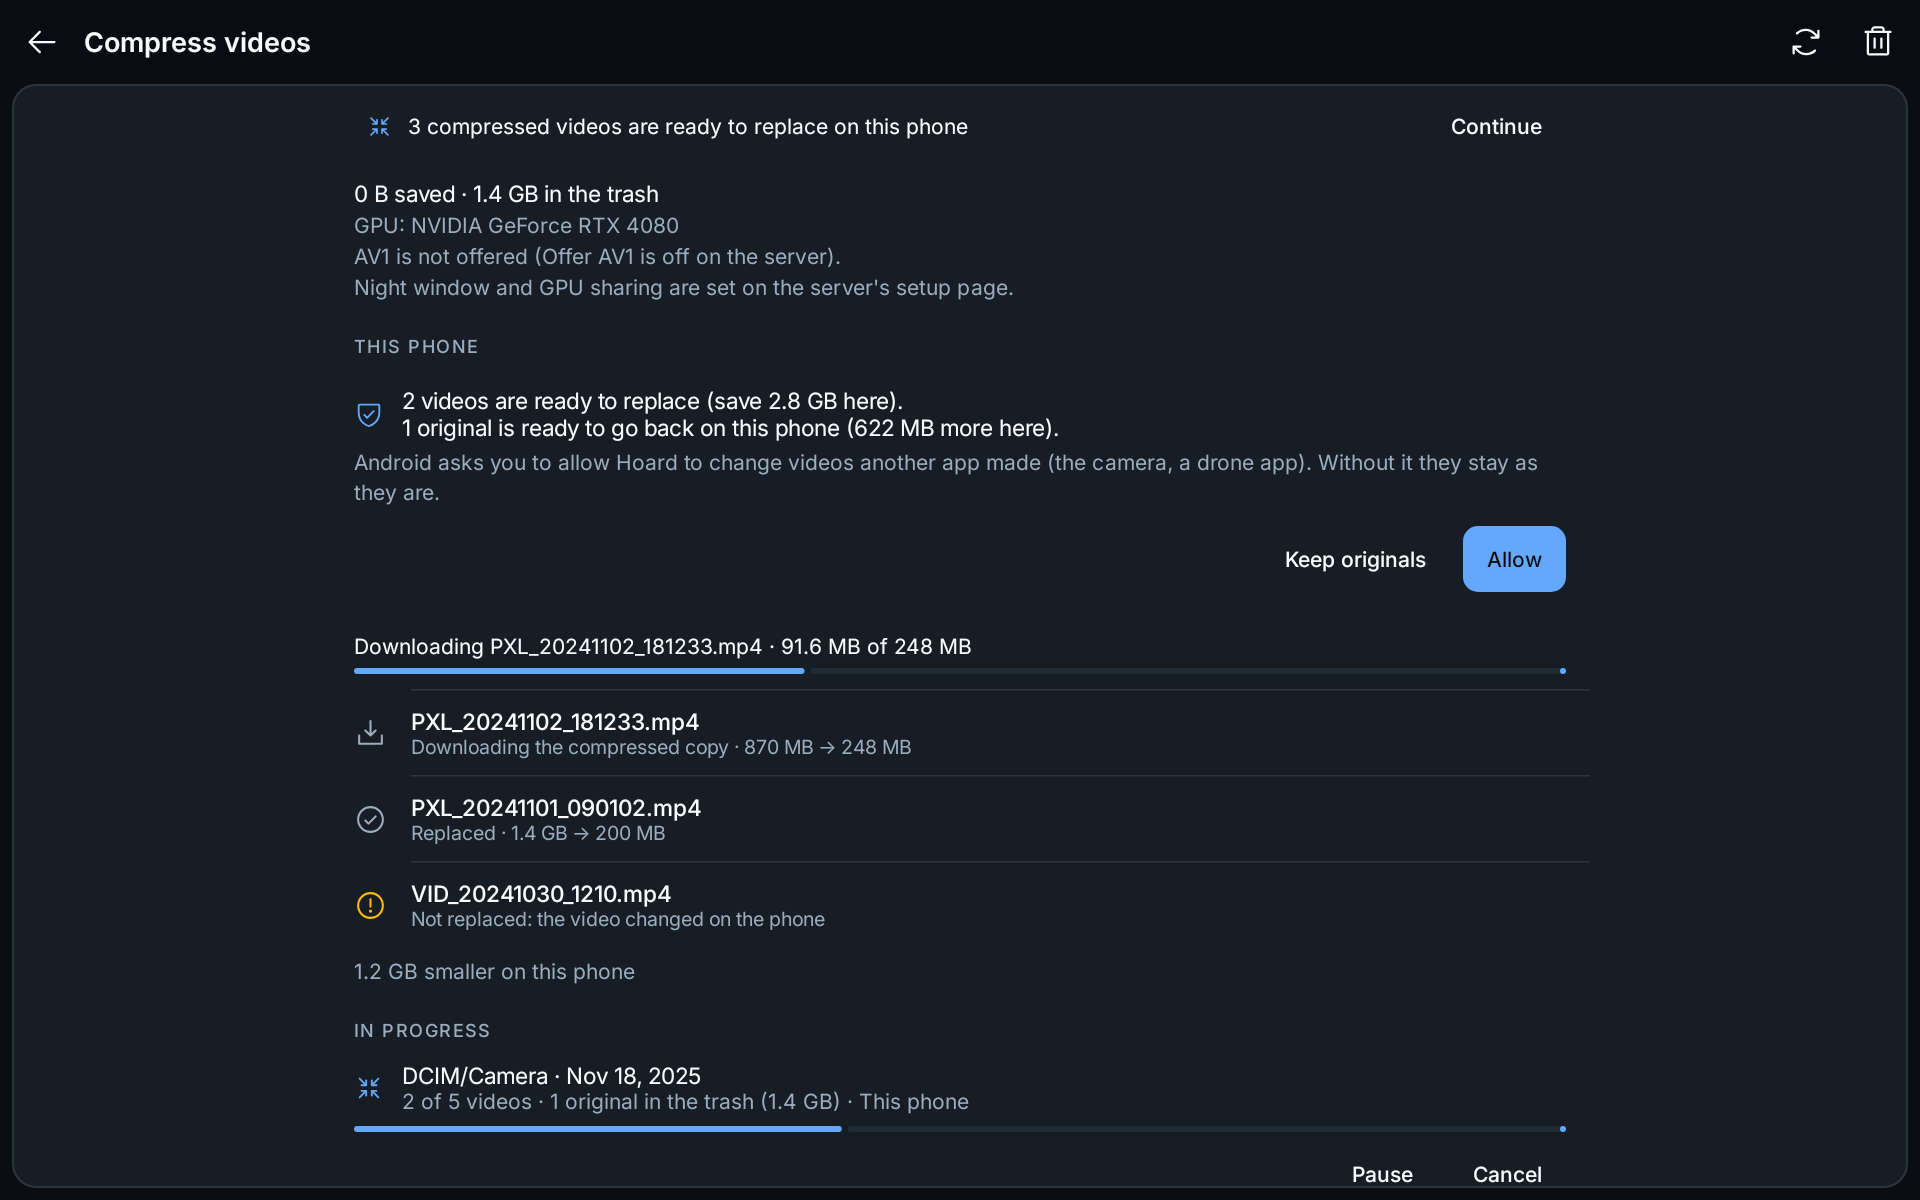 Compress videos
3 compressed videos are ready to replace on this phone
Continue
0 B saved · 1.4 GB in the trash
GPU: NVIDIA GeForce RTX 4080
AV1 is not offered (Offer AV1 is off on the server).
Night window and GPU sharing are set on the server's setup page.
THIS PHONE
2 videos are ready to replace (save 2.8 GB here).
1 original is ready to go back on this phone (622 MB more here).
Android asks you to allow Hoard to change videos another app made (the camera, a drone app). Without it they stay as
they are.
Keep originals
Allow
Downloading PXL_20241102_181233.mp4 · 91.6 MB of 248 MB
PXL_20241102_181233.mp4
Downloading the compressed copy · 870 MB → 248 MB
PXL_20241101_090102.mp4
Replaced · 1.4 GB → 200 MB
VID_20241030_1210.mp4
Not replaced: the video changed on the phone
1.2 GB smaller on this phone
IN PROGRESS
DCIM/Camera · Nov 18, 2025
2 of 5 videos · 1 original in the trash (1.4 GB) · This phone
Pause
Cancel